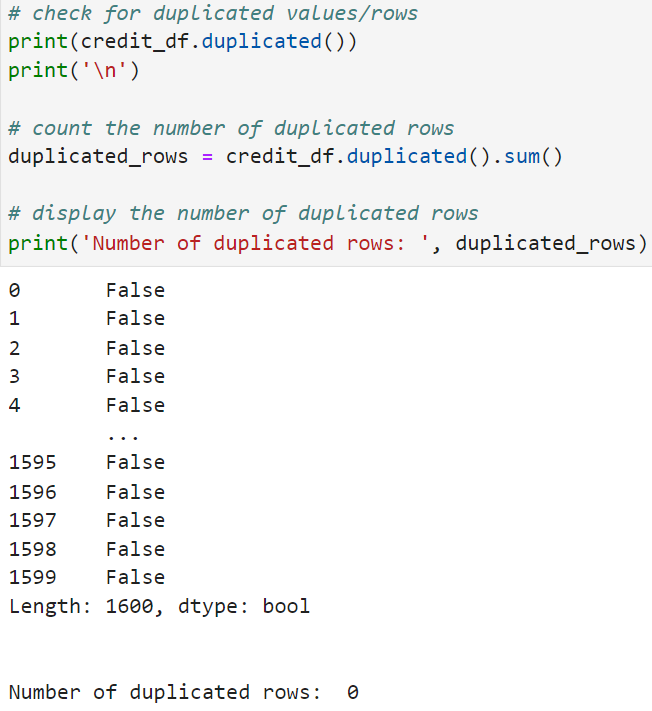 # check for duplicated values/rows
print(credit_df.duplicated())
print('\n')
# count the number of duplicated rows
duplicated_rows = credit_df.duplicated().sum()
# display the number of duplicated rows
print('Number of duplicated rows: ', duplicated_rows)
0       False
1       False
2       False
3       False
4       False
        ...
1595    False
1596    False
1597    False
1598    False
1599    False
Length: 1600, dtype: bool
Number of duplicated rows:  0